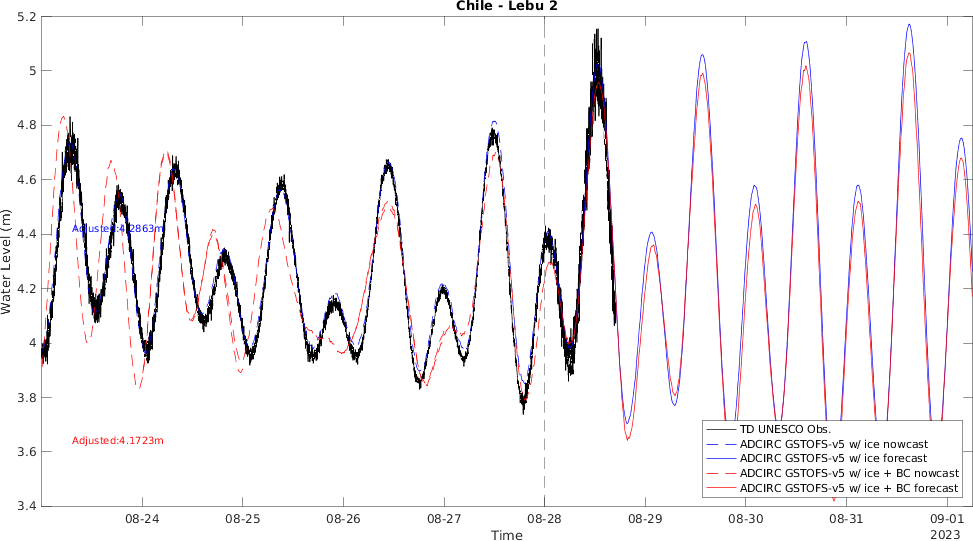 Chile - Lebu 2
5.2
5
4.8
4.6
4.4
4.2
4
3.8
3.6
3.4
Water Level (m)
Adjusted:4.2863m
Adjusted:4.1723m
TD UNESCO Obs.
ADCIRC GSTOFS-v5 w/ ice nowcast
ADCIRC GSTOFS-v5 w/ ice forecast
ADCIRC GSTOFS-v5 w/ ice + BC nowcast
ADCIRC GSTOFS-v5 w/ ice + BC forecast
08-24 08-25 08-26 08-27 08-28 08-29 08-30 08-31 09-01
2023
Time